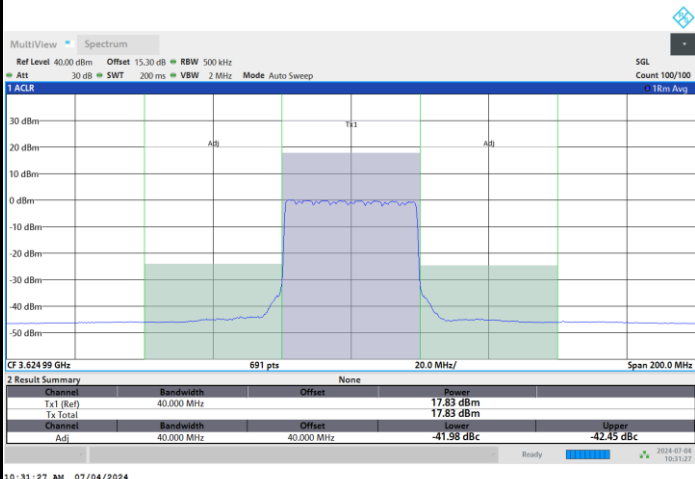 MultiView Spectrum
Ref Level 40.00 dBm Offset 15.30 dB RBW 500 kHz SGL
Att 30 dB SWT 200 ms VBW 2 MHz Mode Auto Sweep Count 100/100
1 ACLR 1Rm Avg
30 dBm
Tx1
20 dBm
Adj Adj
10 dBm
0 dBm
-10 dBm
-20 dBm
-30 dBm
-40 dBm
-50 dBm
CF 3.62499 GHz 691 pts 20.0 MHz/ Span 200.0 MHz
2 Result Summary None
Channel Bandwidth Offset Power
Tx1 (Ref) 40.000 MHz 17.83 dBm
Tx Total 17.83 dBm
Channel Bandwidth Offset Lower Upper
Adj 40.000 MHz 40.000 MHz -41.98 dBc -42.45 dBc
Ready 2024-07-04
10:31:27
10:31:27 AM 07/04/2024